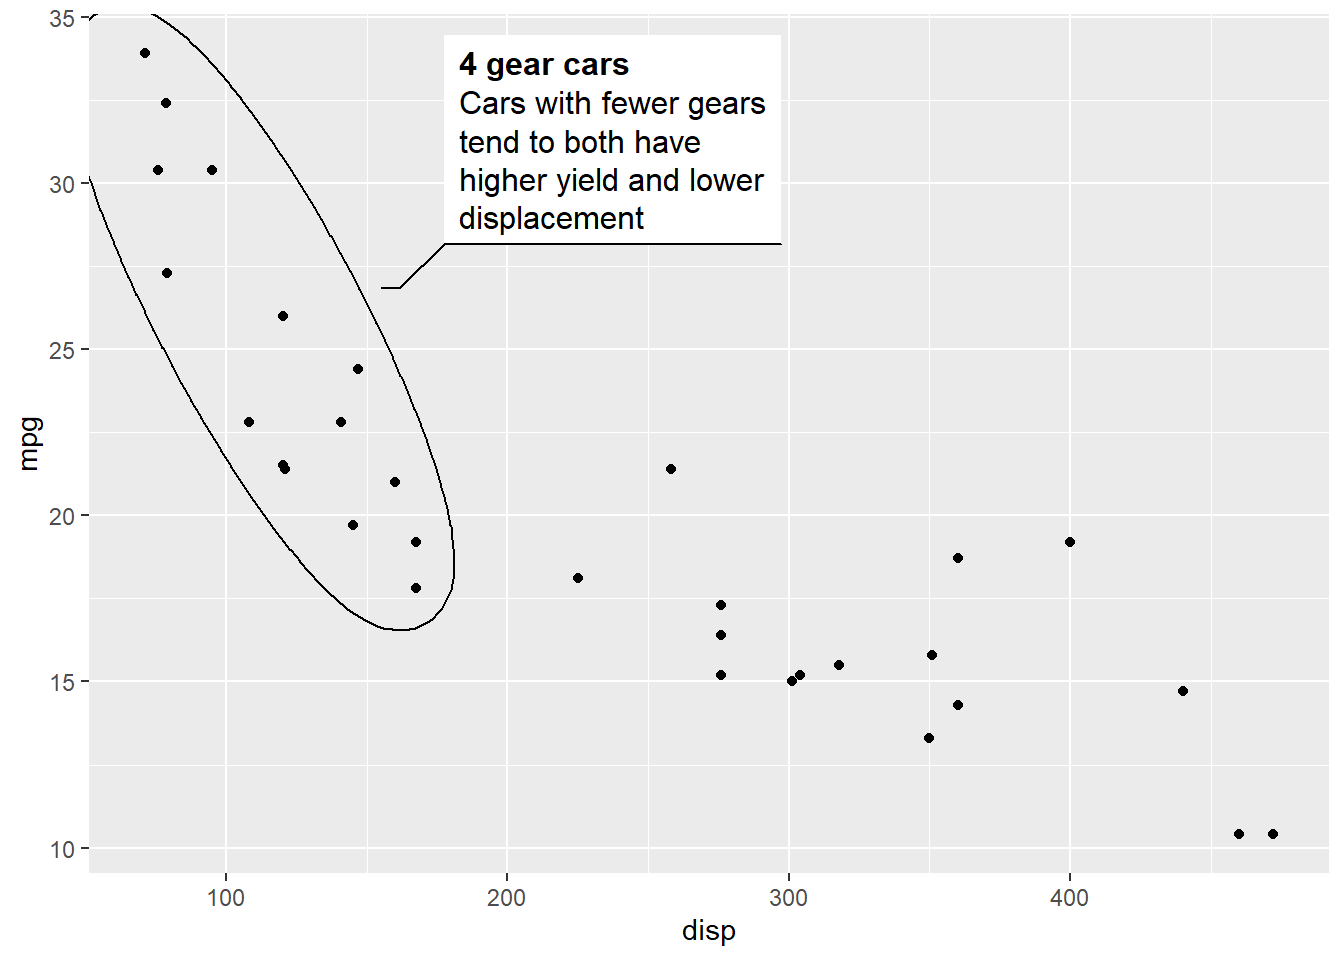 35
4 gear cars
Cars with fewer gears
tend to both have
higher yield and lower
displacement
30
25
mpg
20
15
10
100 200 300 400
disp